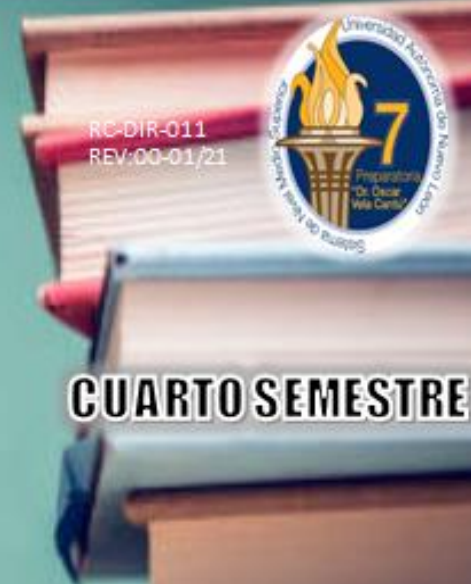 RC-DIR-011
REV:00-01/21
Universidad Autónoma de Nuevo León
Sistema de Nivel Medio Superior
7
Preparatoria
"Dr. Oscar
Vela Cantú"
CUARTO SEMESTRE